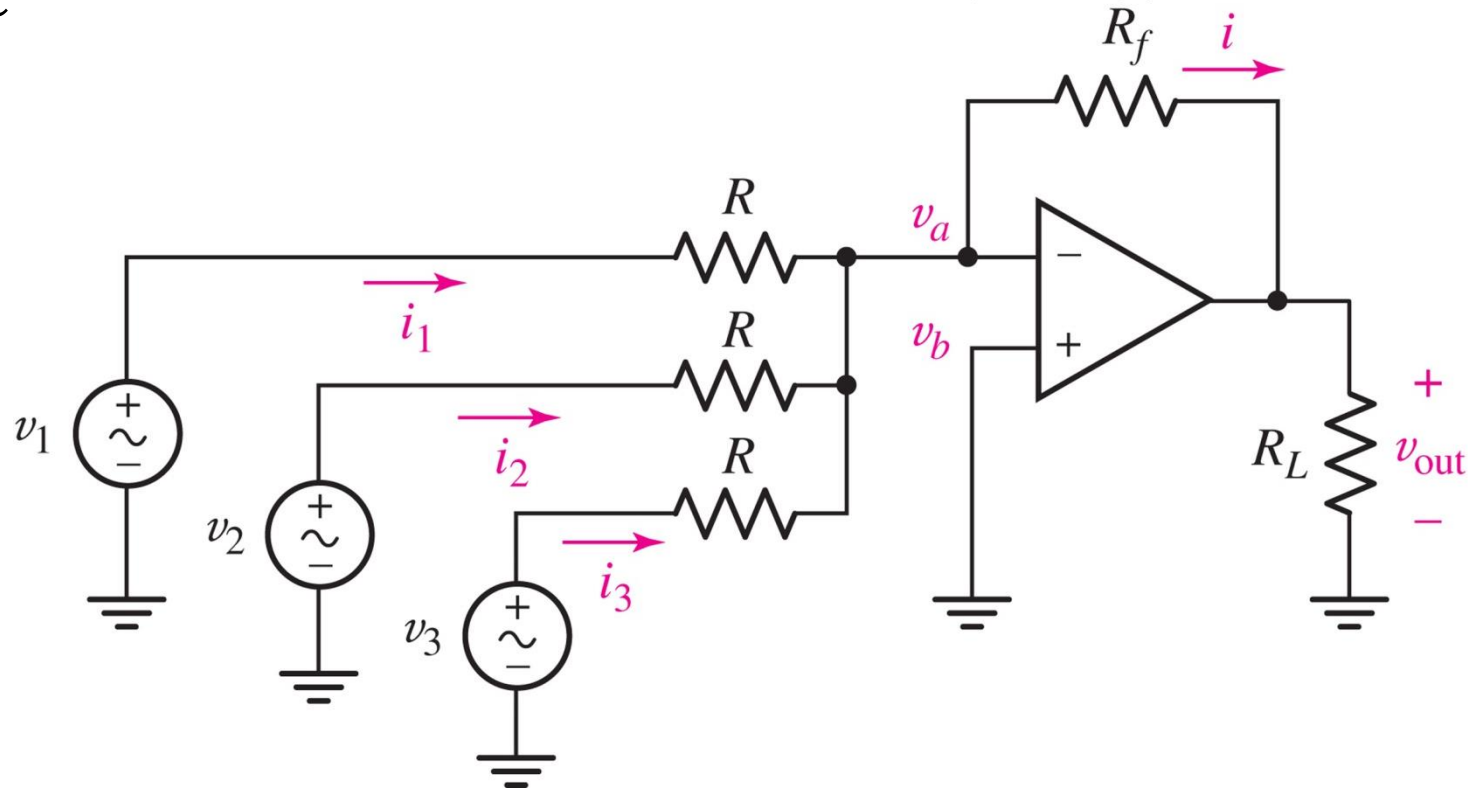 R_f
i
R
v_a
i_1
R
v_b
−
+
v_1
+
−
i_2
R
R_L
+
v_out
−
v_2
+
−
i_3
v_3
+
−